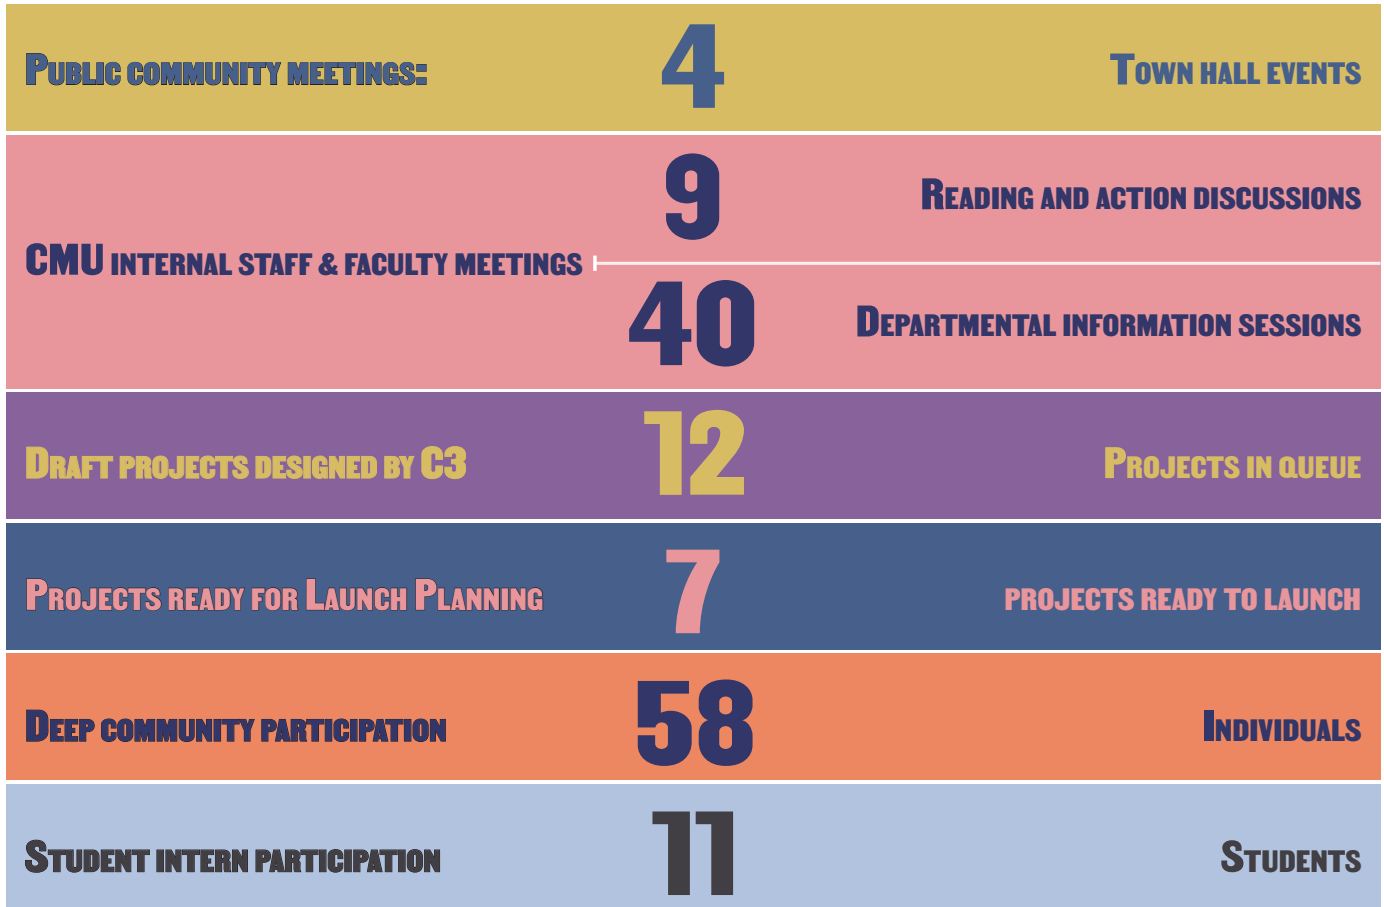 Public community meetings:
4
Town hall events
9
Reading and action discussions
CMU internal staff & faculty meetings
40
Departmental information sessions
Draft projects designed by C3
12
Projects in queue
Projects ready for Launch Planning
7
projects ready to launch
Deep community participation
58
Individuals
Student intern participation
11
Students